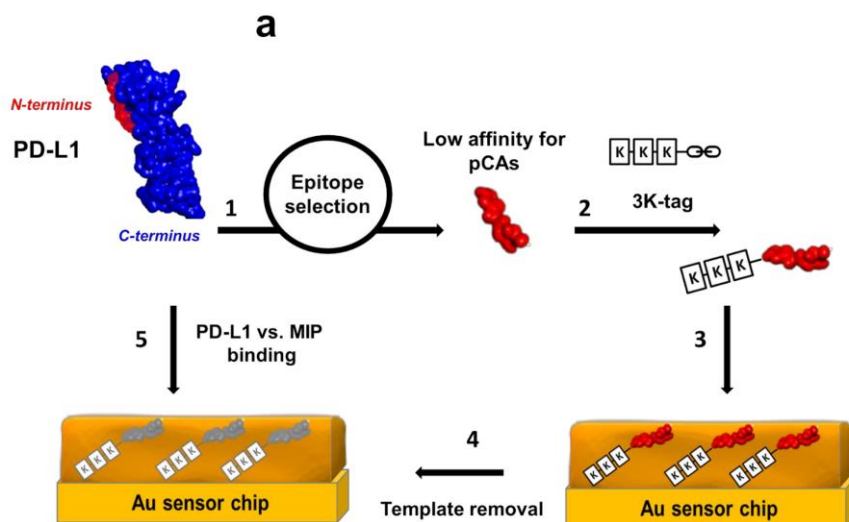 a
N-terminus
PD-L1
C-terminus
1
Epitope
selection
Low affinity for
pCAs
2
K K K
3K-tag
K K K
5
PD-L1 vs. MIP
binding
3
K K K
K K K
K K K
Au sensor chip
4
Template removal
K K K
K K K
K K K
Au sensor chip